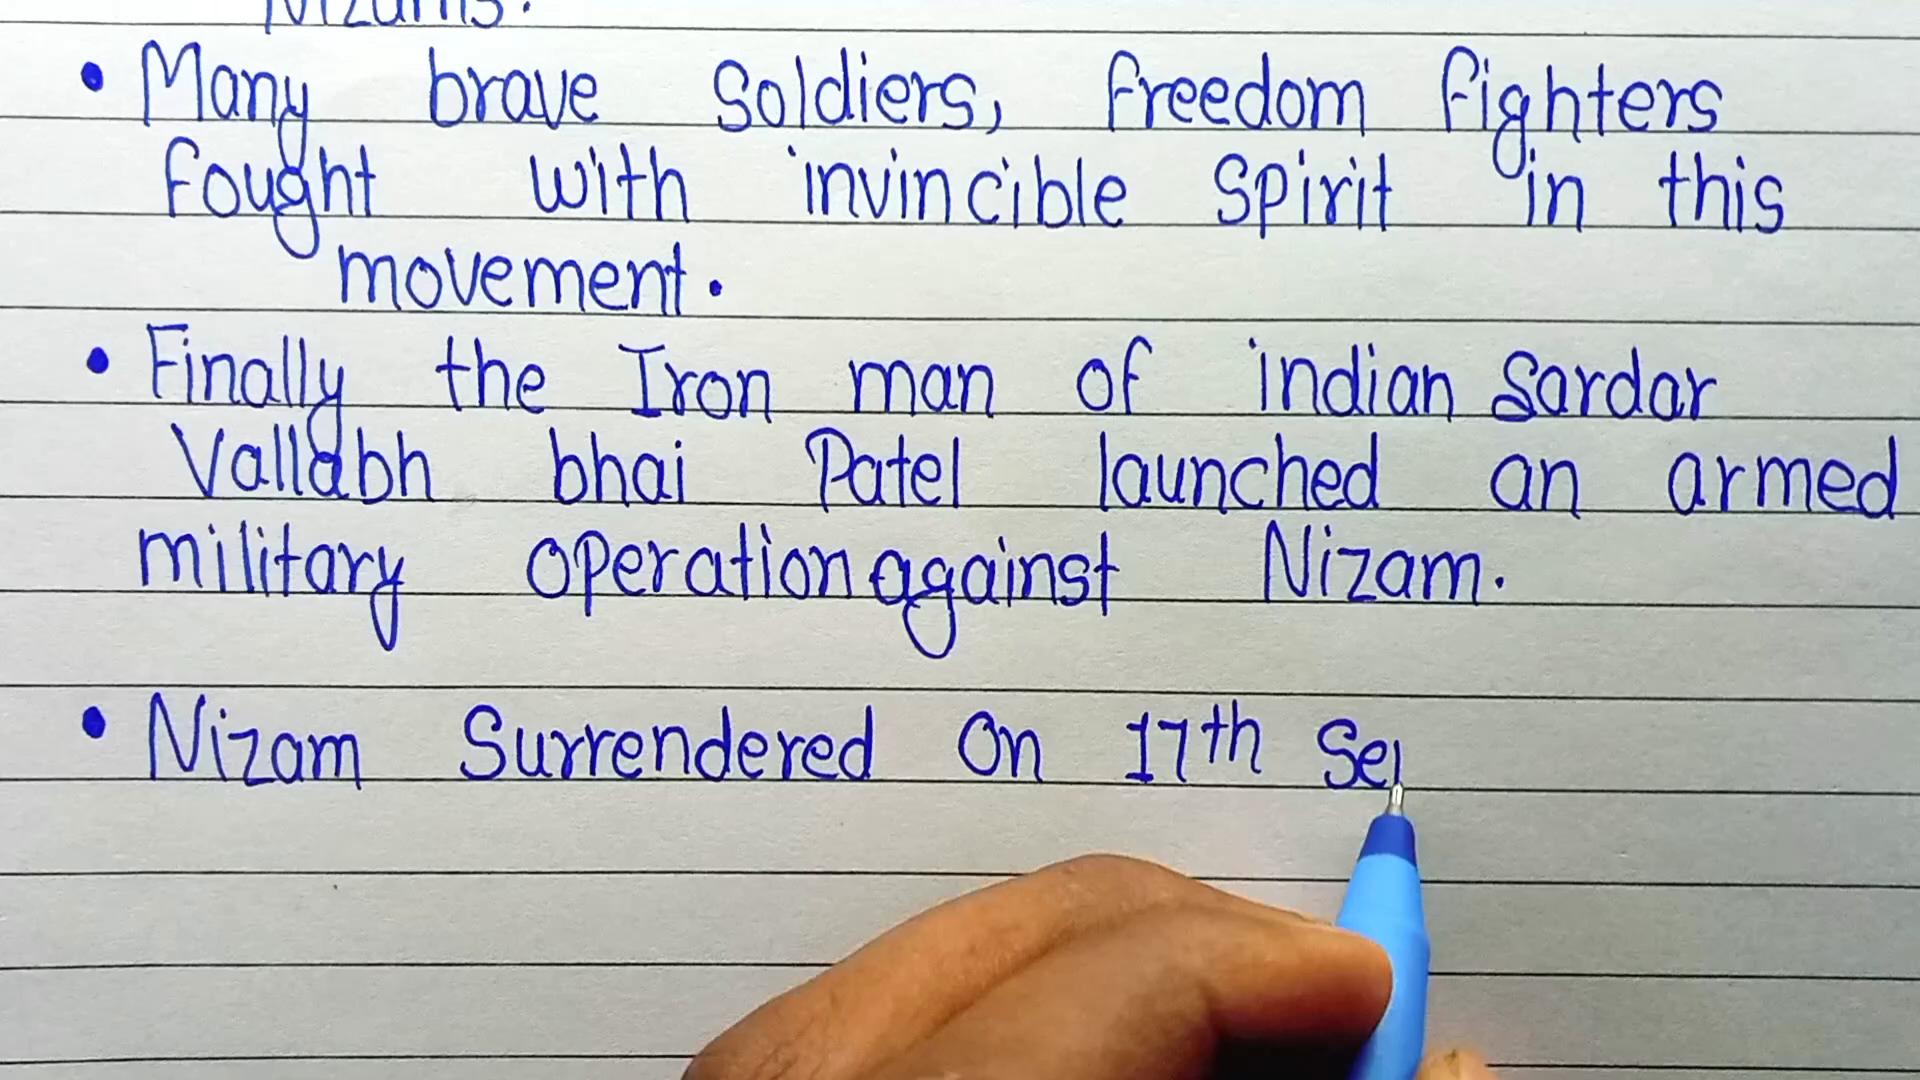 Nizams.
• Many brave Soldiers, freedom fighters
fought with invincible Spirit in this
movement.
• Finally the Iron man of indian Sardar
Vallabh bhai Patel launched an armed
military operation against Nizam.
• Nizam Surrendered On 17th Se